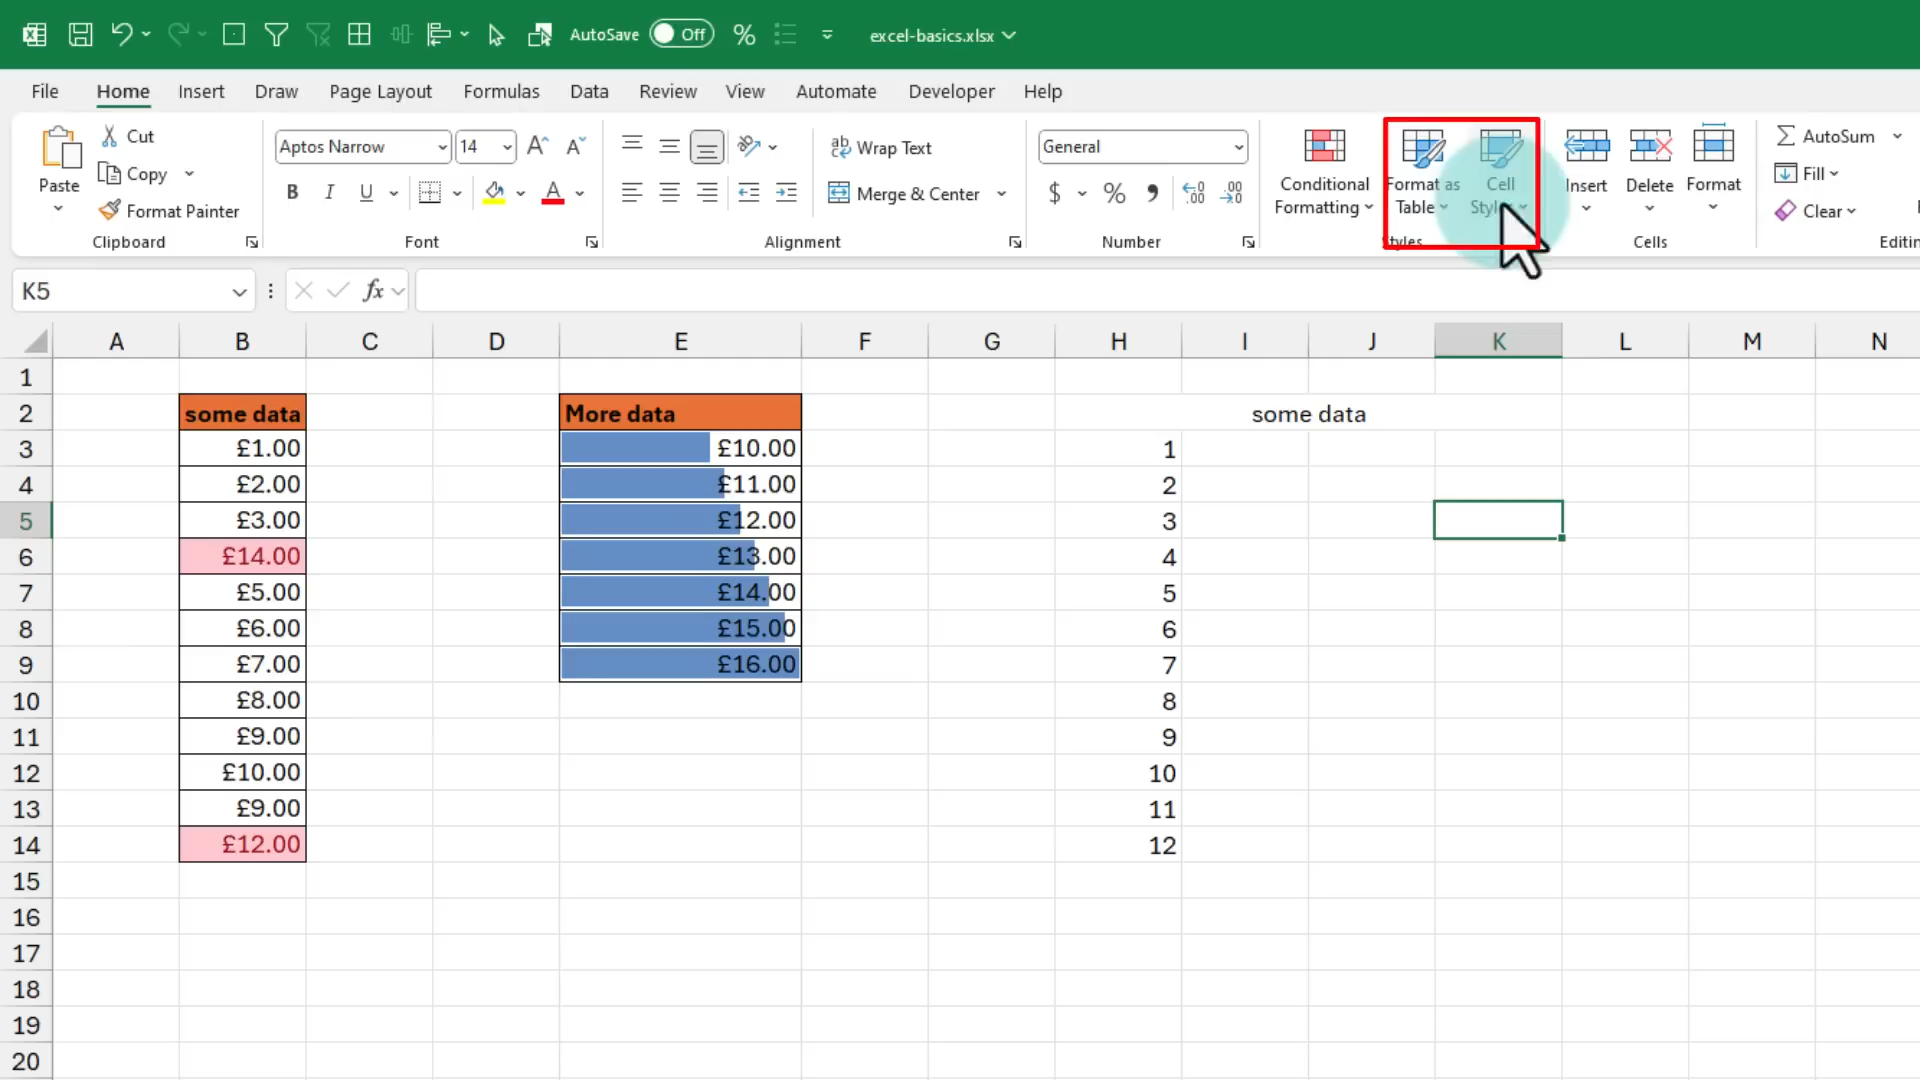 AutoSave Off excel-basics.xlsx
File Home Insert Draw Page Layout Formulas Data Review View Automate Developer Help
Paste
Cut
Copy
Format Painter
Clipboard
Aptos Narrow 14
B I U
Font
Wrap Text
Merge & Center
Alignment
General
$ % 9
Number
Conditional
Formatting
Format as
Table
Cell
Styles
Insert
Delete
Format
Cells
AutoSum
Fill
Clear
K5 fx
A B C D E F G H I J K L M N
1
2 some data More data some data
3 £1.00 £10.00 1
4 £2.00 £11.00 2
5 £3.00 £12.00 3
6 £14.00 £13.00 4
7 £5.00 £14.00 5
8 £6.00 £15.00 6
9 £7.00 £16.00 7
10 £8.00 8
11 £9.00 9
12 £10.00 10
13 £9.00 11
14 £12.00 12
15
16
17
18
19
20